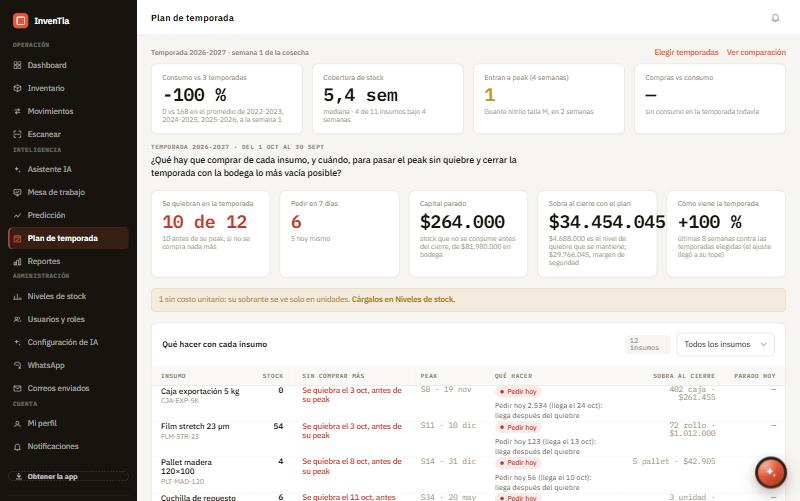 InvenTia
OPERACIÓN
Dashboard
Inventario
Movimientos
Escanear
INTELIGENCIA
Asistente IA
Mesa de trabajo
Predicción
Plan de temporada
Reportes
ADMINISTRACIÓN
Niveles de stock
Usuarios y roles
Configuración de IA
WhatsApp
Correos enviados
CUENTA
Mi perfil
Notificaciones
Obtener la app
Plan de temporada
Temporada 2026-2027 · semana 1 de la cosecha
Elegir temporadas Ver comparación
Consumo vs 3 temporadas
-100 %
0 vs 168 en el promedio de 2022-2023,
2024-2025, 2025-2026, a la semana 1
Cobertura de stock
5,4 sem
mediana · 4 de 11 insumos bajo 4
semanas
Entran a peak (4 semanas)
1
Guante nitrilo talla M, en 2 semanas
Compras vs consumo
—
sin consumo en la temporada todavía
TEMPORADA 2026-2027 · DEL 1 OCT AL 30 SEPT
¿Qué hay que comprar de cada insumo, y cuándo, para pasar el peak sin quiebre y cerrar la
temporada con la bodega lo más vacía posible?
Se quiebran en la temporada
10 de 12
10 antes de su peak, si no se
compra nada más
Pedir en 7 días
6
5 hoy mismo
Capital parado
$264.000
stock que no se consume antes
del cierre, de $81.980.000 en
bodega
Sobra al cierre con el plan
$34.454.045
$4.688.000 es el nivel de
quiebre que se mantiene;
$29.766.045, margen de
seguridad
Cómo viene la temporada
+100 %
últimas 8 semanas contra las
temporadas elegidas (el ajuste
llegó a su tope)
1 sin costo unitario: su sobrante se ve solo en unidades. Cárgalos en Niveles de stock.
Qué hacer con cada insumo
12
insumos
Todos los insumos
INSUMO STOCK SIN COMPRAR MÁS PEAK QUÉ HACER SOBRA AL CIERRE PARADO HOY
Caja exportación 5 kg
CJA-EXP-5K
0
Se quiebra el 3 oct, antes de
su peak
S8 · 19 nov
Pedir hoy
Pedir hoy 2.534 (llega el 24 oct):
llega después del quiebre
402 caja ·
$261.455
—
Film stretch 23 µm
FLM-STR-23
54
Se quiebra el 8 oct, antes de
su peak
S11 · 10 dic
Pedir hoy
Pedir hoy 123 (llega el 13 oct):
llega después del quiebre
72 rollo ·
$1.012.000
—
Pallet madera
120×100
PLT-MAD-120
4
Se quiebra el 3 oct, antes de
su peak
S14 · 31 dic
Pedir hoy
Pedir hoy 56 (llega el 10 oct):
llega después del quiebre
5 pallet · $42.905
—
Cuchilla de repuesto
6
Se quiebra el 11 oct, antes
S34 · 20 may
Pedir hoy
3 unidad ·
—